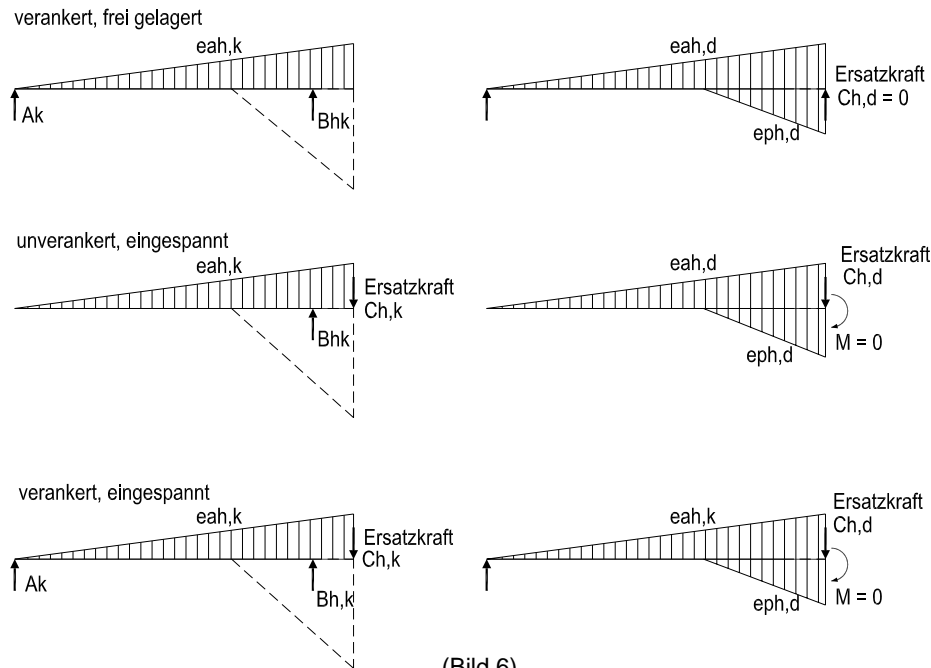 verankert, frei gelagert
eah,k
Ak
Bhk
eah,d
Ersatzkraft
Ch,d = 0
eph,d
unverankert, eingespannt
eah,k
Ersatzkraft
Ch,k
Bhk
eah,d
Ersatzkraft
Ch,d
M = 0
eph,d
verankert, eingespannt
eah,k
Ersatzkraft
Ch,k
Ak
Bh,k
eah,k
Ersatzkraft
Ch,d
M = 0
eph,d
(Bild 6)